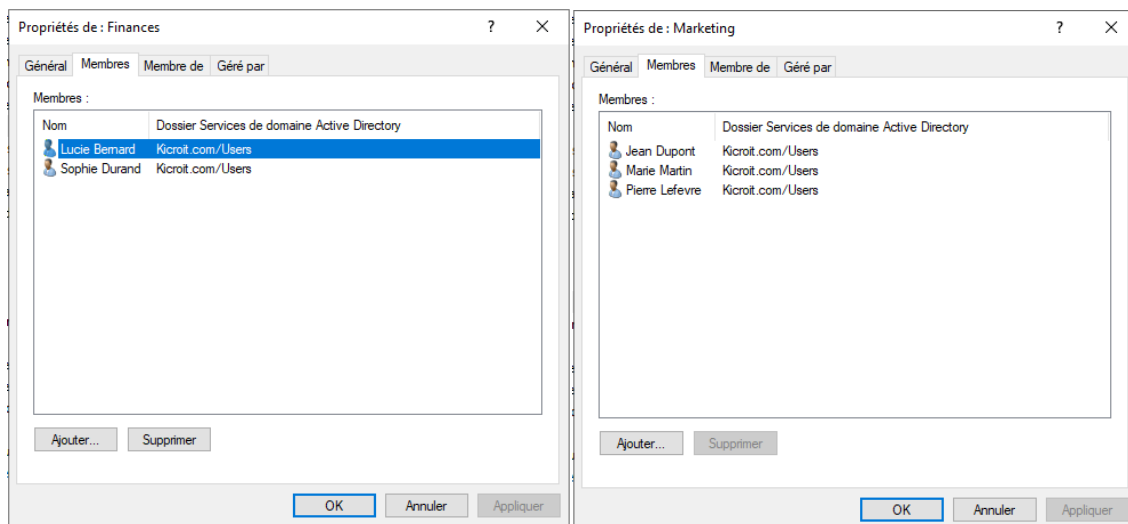 Propriétés de : Finances
?
Général Membres Membre de Géré par
Membres :
Nom Dossier Services de domaine Active Directory
Lucie Bernard Kicroit.com/Users
Sophie Durand Kicroit.com/Users
Ajouter... Supprimer
OK Annuler Appliquer
Propriétés de : Marketing
?
Général Membres Membre de Géré par
Membres :
Nom Dossier Services de domaine Active Directory
Jean Dupont Kicroit.com/Users
Marie Martin Kicroit.com/Users
Pierre Lefevre Kicroit.com/Users
Ajouter... Supprimer
OK Annuler Appliquer